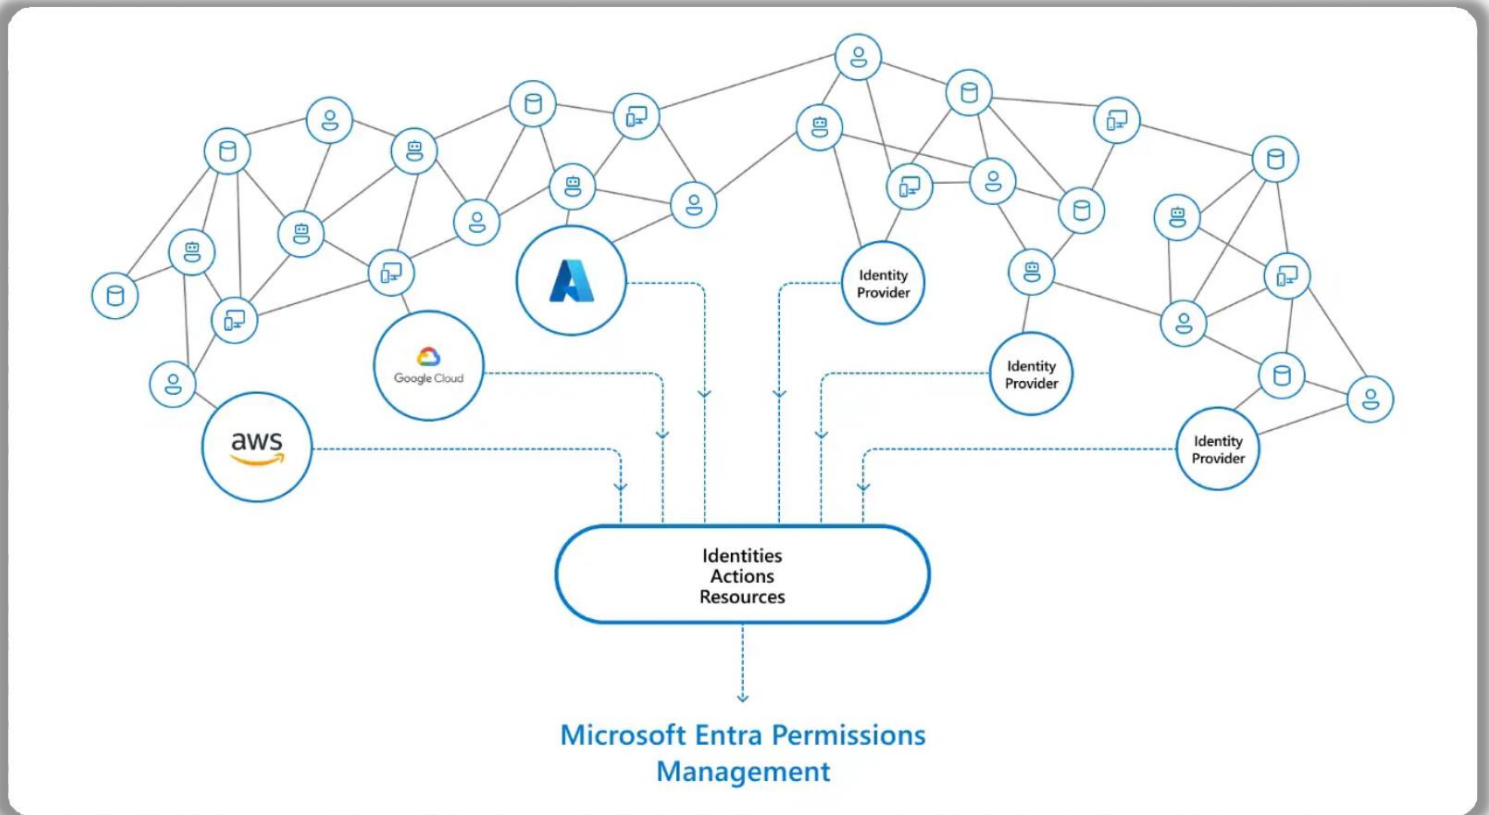 Identity
Provider
Google Cloud
Identity
Provider
aws
Identity
Provider
Identities
Actions
Resources
Microsoft Entra Permissions
Management